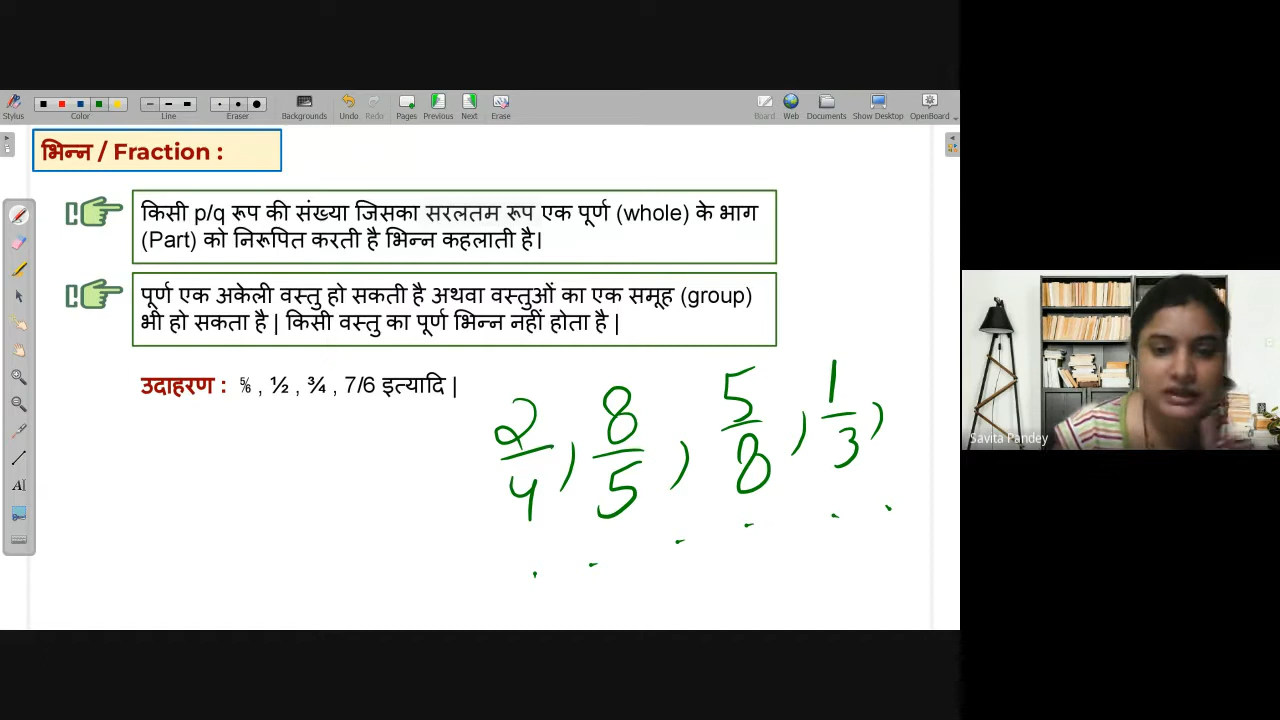 Stylus
Color
Line
Eraser
Backgrounds
Undo
Redo
Pages
Previous
Next
Erase
Board
Web
Documents
Show Desktop
OpenBoard
भिन्न / Fraction :
किसी p/q रूप की संख्या जिसका सरलतम रूप एक पूर्ण (whole) के भाग
(Part) को निरूपित करती है भिन्न कहलाती है।
पूर्ण एक अकेली वस्तु हो सकती है अथवा वस्तुओं का एक समूह (group)
भी हो सकता है | किसी वस्तु का पूर्ण भिन्न नहीं होता है |
उदाहरण : ⅚ , ½ , ¾ , 7/6 इत्यादि |
2/4 , 8/5 , 5/8 , 1/3 ,
. . . . . .
Savita Pandey